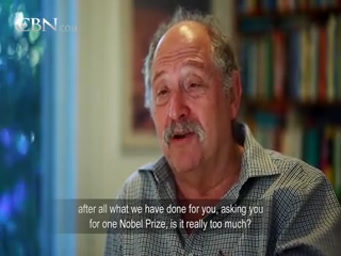 CBN.COM
after all what we have done for you, asking you
for one Nobel Prize, is it really too much?